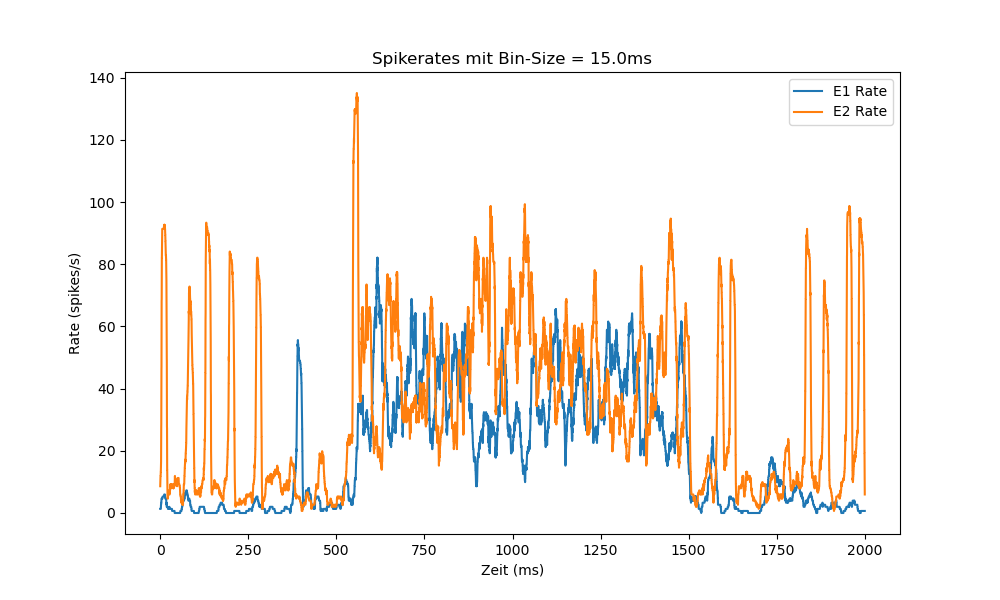 Spikerates mit Bin-Size = 15.0ms
E1 Rate
E2 Rate
140
120
100
80
60
40
20
0
Rate (spikes/s)
0 250 500 750 1000 1250 1500 1750 2000
Zeit (ms)